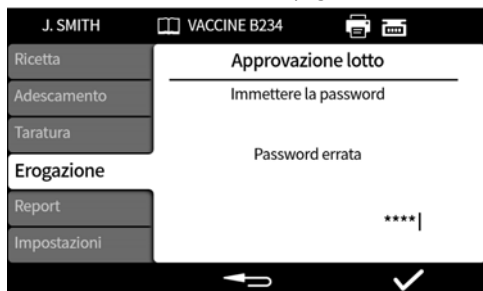 J. SMITH VACCINE B234
Ricetta
Adescamento
Taratura
Erogazione
Report
Impostazioni
Approvazione lotto
Immettere la password
Password errata
****